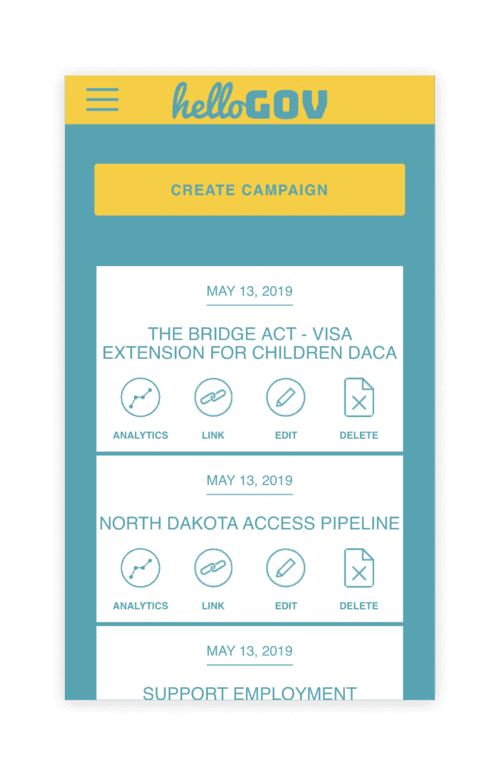 helloGOV
CREATE CAMPAIGN
MAY 13, 2019
THE BRIDGE ACT - VISA
EXTENSION FOR CHILDREN DACA
ANALYTICS LINK EDIT DELETE
MAY 13, 2019
NORTH DAKOTA ACCESS PIPELINE
ANALYTICS LINK EDIT DELETE
MAY 13, 2019
SUPPORT EMPLOYMENT